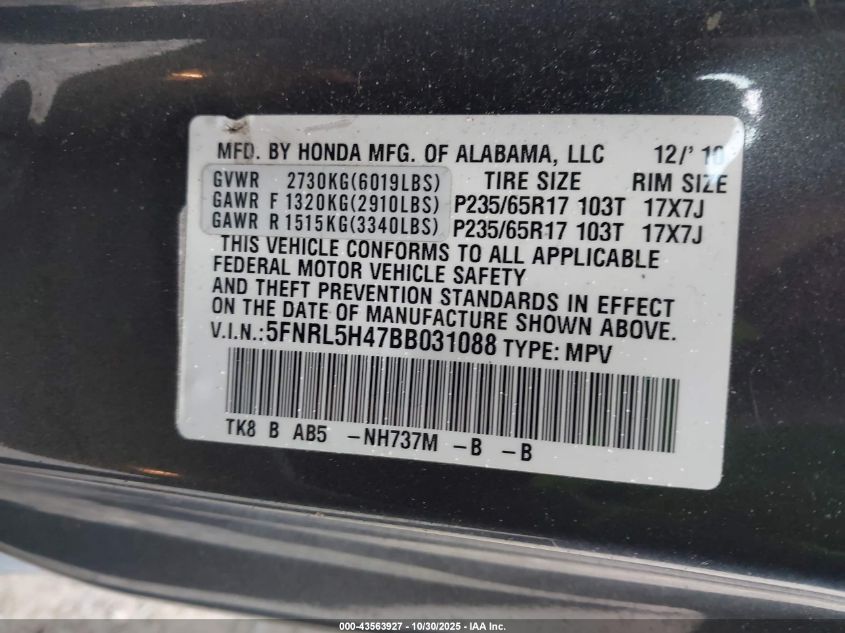 MFD. BY HONDA MFG. OF ALABAMA, LLC 12/'10
GVWR 2730KG(6019LBS) TIRE SIZE RIM SIZE
GAWR F 1320KG(2910LBS) P235/65R17 103T 17X7J
GAWR R 1515KG(3340LBS) P235/65R17 103T 17X7J
THIS VEHICLE CONFORMS TO ALL APPLICABLE
FEDERAL MOTOR VEHICLE SAFETY
AND THEFT PREVENTION STANDARDS IN EFFECT
ON THE DATE OF MANUFACTURE SHOWN ABOVE.
V.I.N.:5FNRL5H47BB031088 TYPE: MPV
TK8 B AB5 -NH737M -B -B
000-43563927 - 10/30/2025 - IAA Inc.